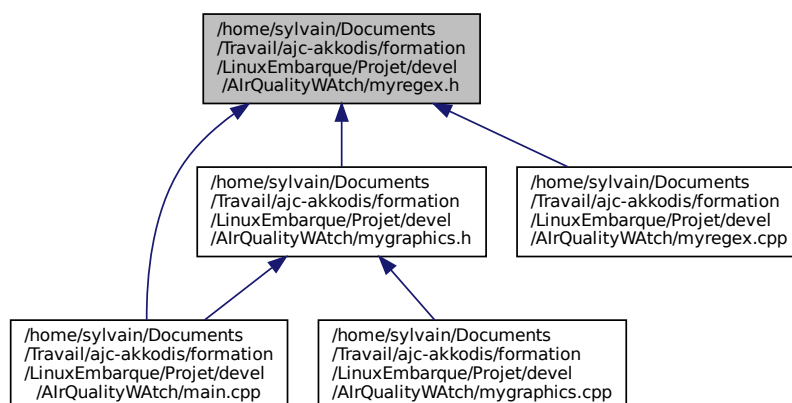 /home/sylvain/Documents
/Travail/ajc-akkodis/formation
/LinuxEmbarque/Projet/devel
/AIrQualityWAtch/myregex.h
/home/sylvain/Documents
/Travail/ajc-akkodis/formation
/LinuxEmbarque/Projet/devel
/AIrQualityWAtch/mygraphics.h
/home/sylvain/Documents
/Travail/ajc-akkodis/formation
/LinuxEmbarque/Projet/devel
/AIrQualityWAtch/myregex.cpp
/home/sylvain/Documents
/Travail/ajc-akkodis/formation
/LinuxEmbarque/Projet/devel
/AIrQualityWAtch/main.cpp
/home/sylvain/Documents
/Travail/ajc-akkodis/formation
/LinuxEmbarque/Projet/devel
/AIrQualityWAtch/mygraphics.cpp